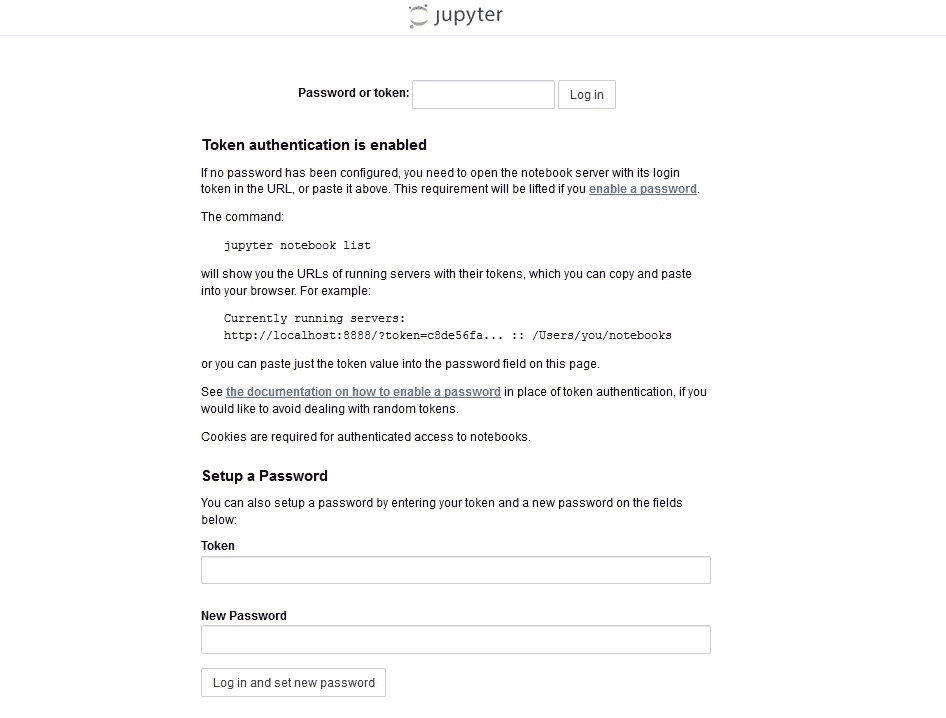 jupyter
Password or token:
Log in
Token authentication is enabled
If no password has been configured, you need to open the notebook server with its login
token in the URL, or paste it above. This requirement will be lifted if you enable a password.
The command:
jupyter notebook list
will show you the URLs of running servers with their tokens, which you can copy and paste
into your browser. For example:
Currently running servers:
http://localhost:8888/?token=c8de56fa... :: /Users/you/notebooks
or you can paste just the token value into the password field on this page.
See the documentation on how to enable a password in place of token authentication, if you
would like to avoid dealing with random tokens.
Cookies are required for authenticated access to notebooks.
Setup a Password
You can also setup a password by entering your token and a new password on the fields
below:
Token
New Password
Log in and set new password